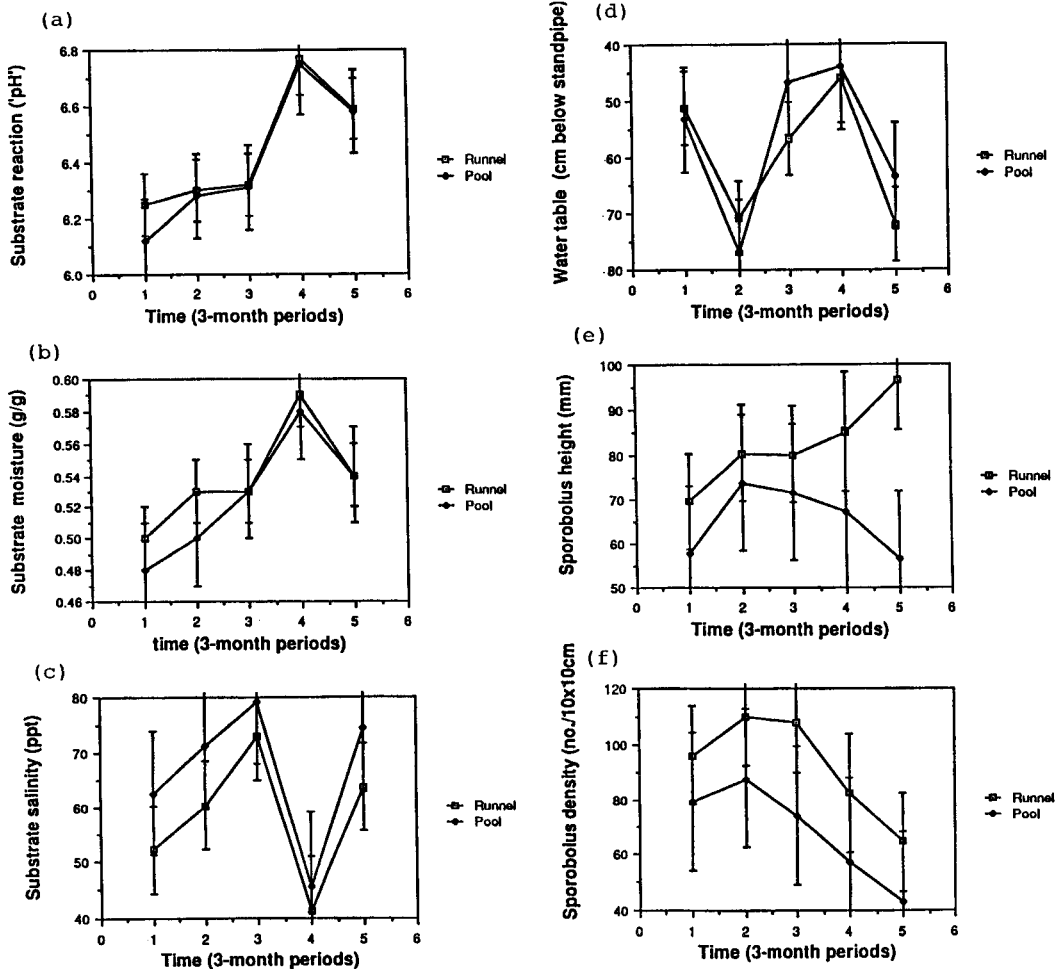 (a)
Substrate reaction ('pH')
6.8
6.6
6.4
6.2
6.0
0 1 2 3 4 5 6
Time (3-month periods)
Runnel
Pool
(b)
Substrate moisture (g/g)
0.60
0.58
0.56
0.54
0.52
0.50
0.48
0.46
0 1 2 3 4 5 6
time (3-month periods)
Runnel
Pool
(c)
Substrate salinity (ppt)
80
70
60
50
40
0 1 2 3 4 5 6
Time (3-month periods)
Runnel
Pool
(d)
Water table (cm below standpipe)
40
50
60
70
80
0 1 2 3 4 5 6
Time (3-month periods)
Runnel
Pool
(e)
Sporobolus height (mm)
100
90
80
70
60
50
0 1 2 3 4 5 6
Time (3-month periods)
Runnel
Pool
(f)
Sporobolus density (no./10x10cm
120
100
80
60
40
0 1 2 3 4 5 6
Time (3-month periods)
Runnel
Pool